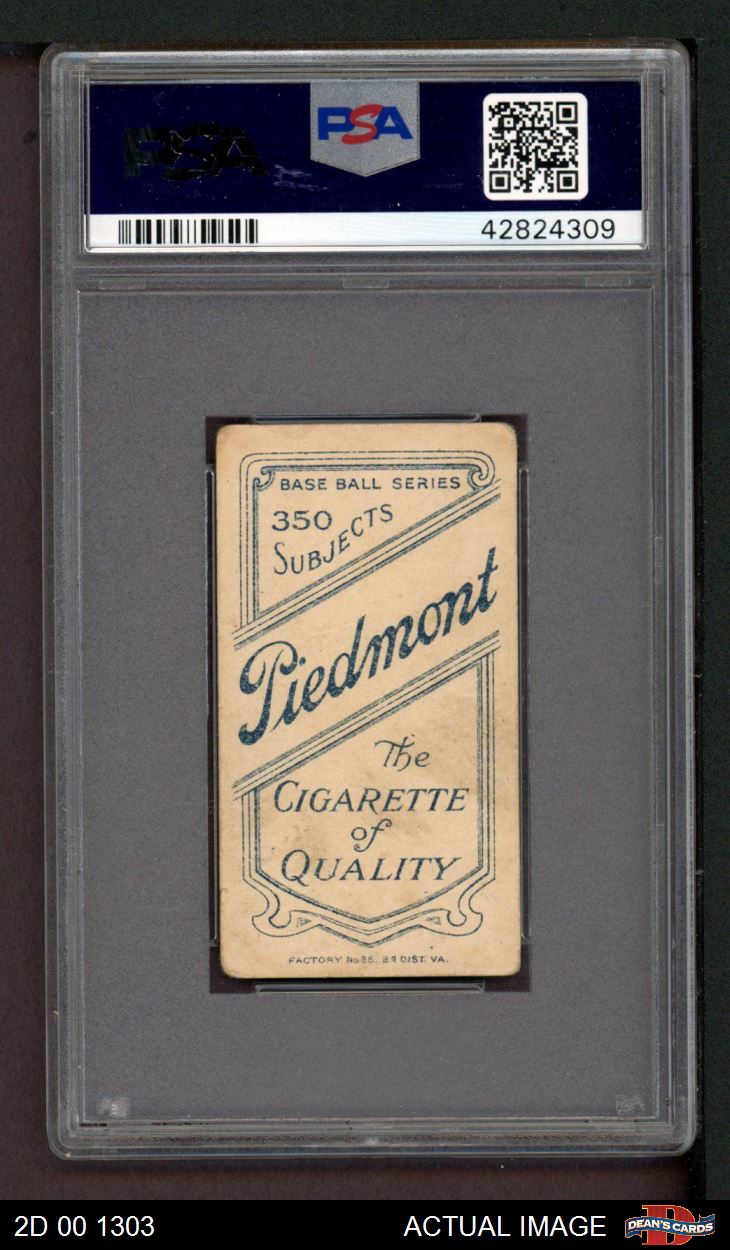 PSA
PSA
42824309
BASE BALL SERIES
350
SUBJECTS
Piedmont
The
CIGARETTE
of
QUALITY
FACTORY No 25. 2d DIST. VA.
2D 00 1303
ACTUAL IMAGE
DEAN'S CARDS